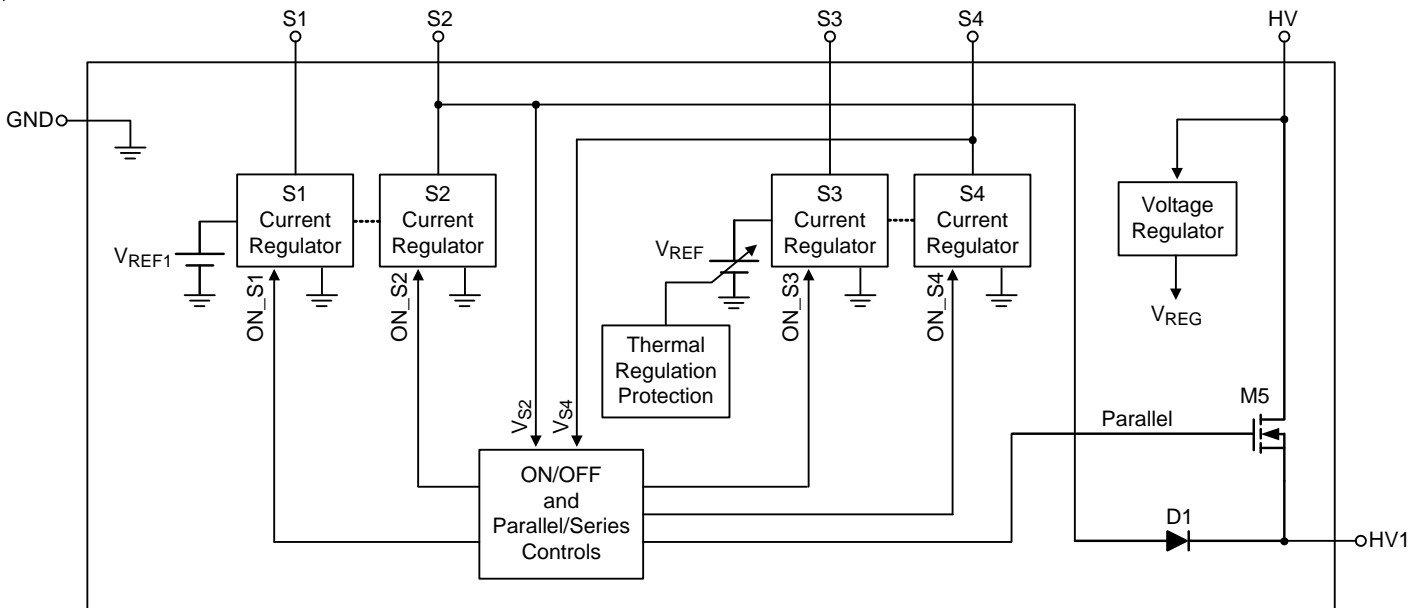 S1
S2
S3
S4
HV
GND
S1
Current
Regulator
S2
Current
Regulator
S3
Current
Regulator
S4
Current
Regulator
Voltage
Regulator
VREF1
VREF
VREG
ON_S1
ON_S2
ON_S3
ON_S4
Thermal
Regulation
Protection
VS2
VS4
M5
Parallel
ON/OFF
and
Parallel/Series
Controls
D1
HV1